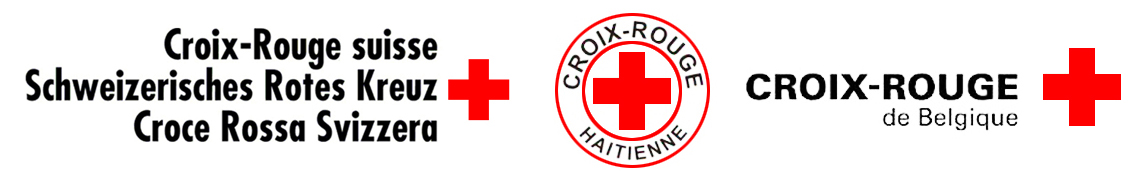 Croix-Rouge suisse
Schweizerisches Rotes Kreuz
Croce Rossa Svizzera
CROIX-ROUGE
HAITIENNE
CROIX-ROUGE
de Belgique